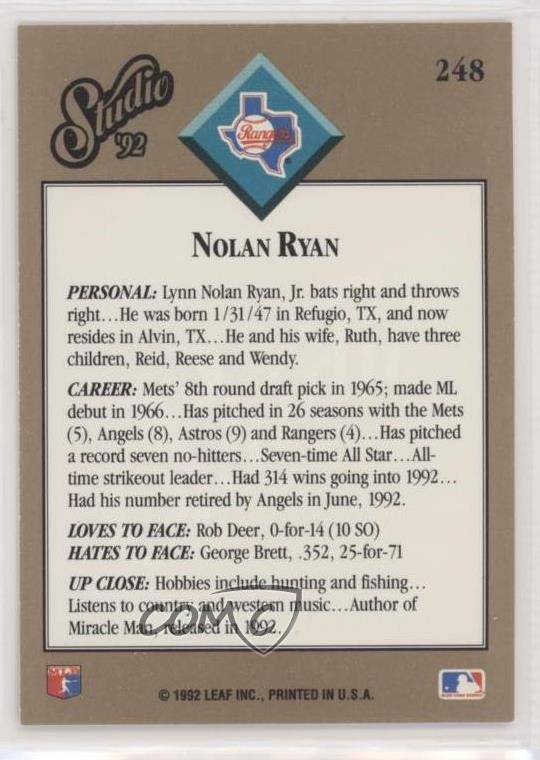 Studio
'92
248
Rangers
NOLAN RYAN
PERSONAL: Lynn Nolan Ryan, Jr. bats right and throws
right...He was born 1/31/47 in Refugio, TX, and now
resides in Alvin, TX...He and his wife, Ruth, have three
children, Reid, Reese and Wendy.
CAREER: Mets' 8th round draft pick in 1965; made ML
debut in 1966...Has pitched in 26 seasons with the Mets
(5), Angels (8), Astros (9) and Rangers (4)...Has pitched
a record seven no-hitters...Seven-time All Star...All-
time strikeout leader...Had 314 wins going into 1992...
Had his number retired by Angels in June, 1992.
LOVES TO FACE: Rob Deer, 0-for-14 (10 SO)
HATES TO FACE: George Brett, .352, 25-for-71
UP CLOSE: Hobbies include hunting and fishing...
Listens to country and western music...Author of
Miracle Man, released in 1992.
COMC
© 1992 LEAF INC., PRINTED IN U.S.A.